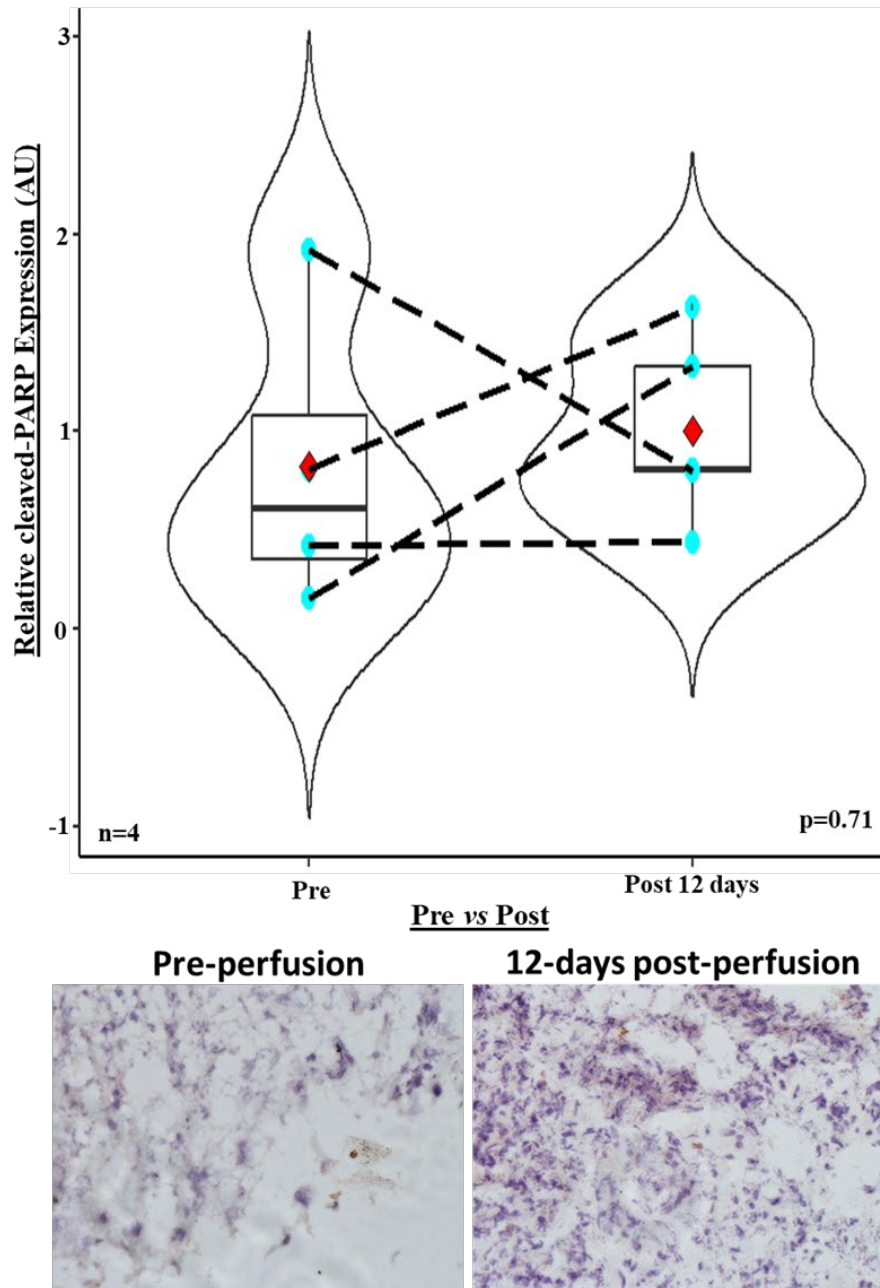 Relative cleaved-PARP Expression (AU)
3
2
1
0
-1
n=4
p=0.71
Pre
Post 12 days
Pre vs Post
Pre-perfusion
12-days post-perfusion